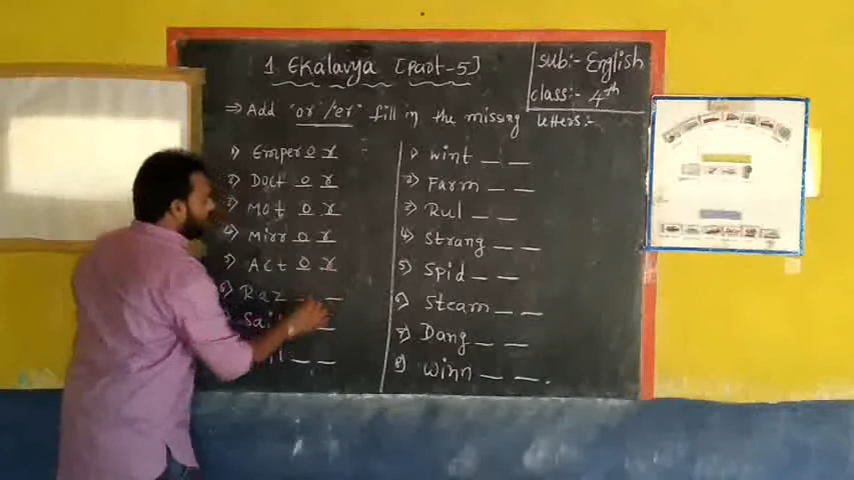 1 Ekalavya [Part-5]
sub:- English
class:- 4th
⇒ Add "or"/"er" fill in the missing letters:-
1) Emper o r
2) Doct o r
3) Mot o r
4) Mirr o r
5) Act o r
6) Raz _ _
Sail
_ _
1) Wint _ _
2) Farm _ _
3) Rul _ _
4) Strang _ _
5) Spid _ _
6) Steam _ _
7) Dang _ _
8) Winn _ _.